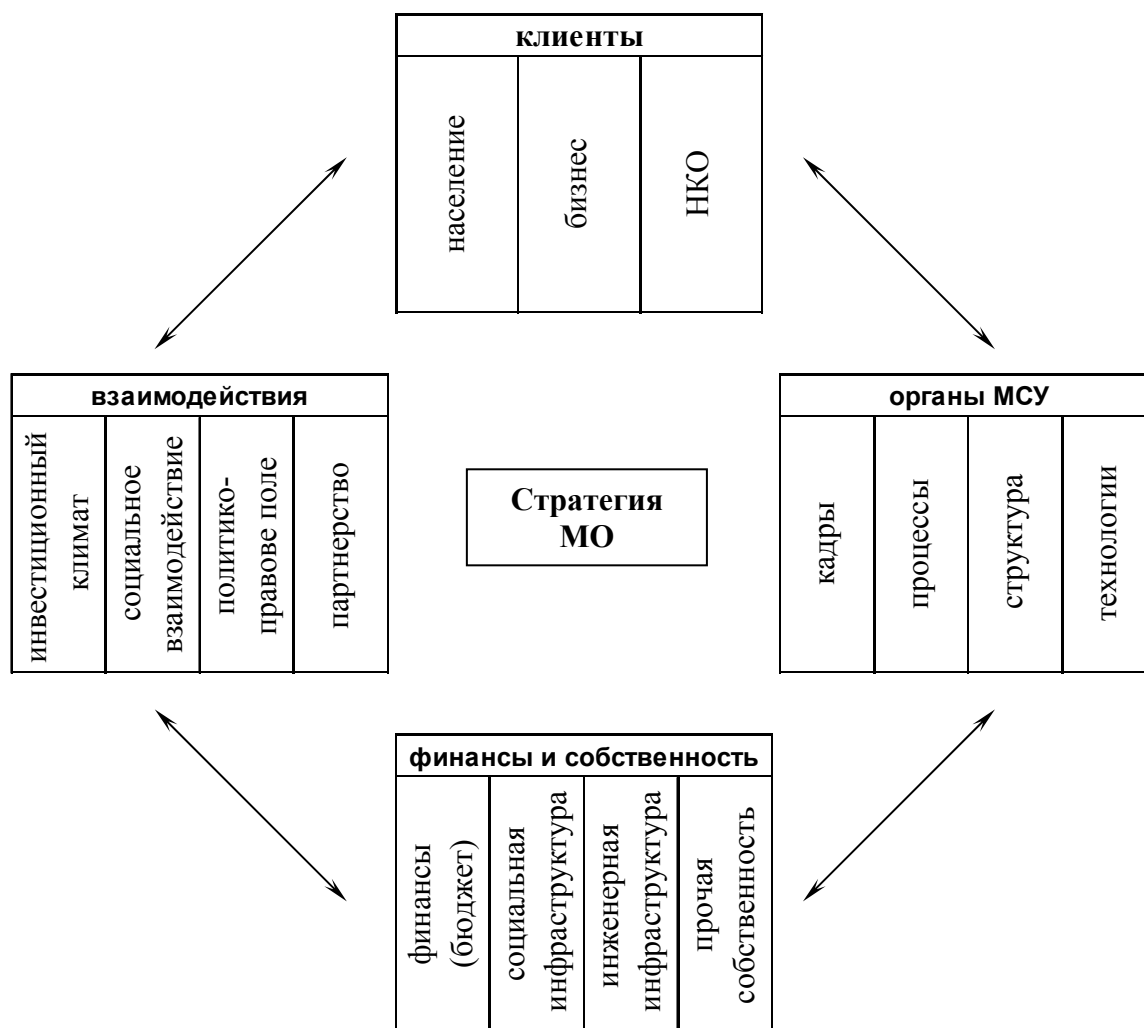 клиенты
население
бизнес
НКО
взаимодействия
инвестиционный
климат
социальное
взаимодействие
политико-
правове поле
партнерство
Стратегия
МО
органы МСУ
кадры
процессы
структура
технологии
финансы и собственность
финансы
(бюджет)
социальная
инфраструктура
инженерная
инфраструктура
прочая
собственность